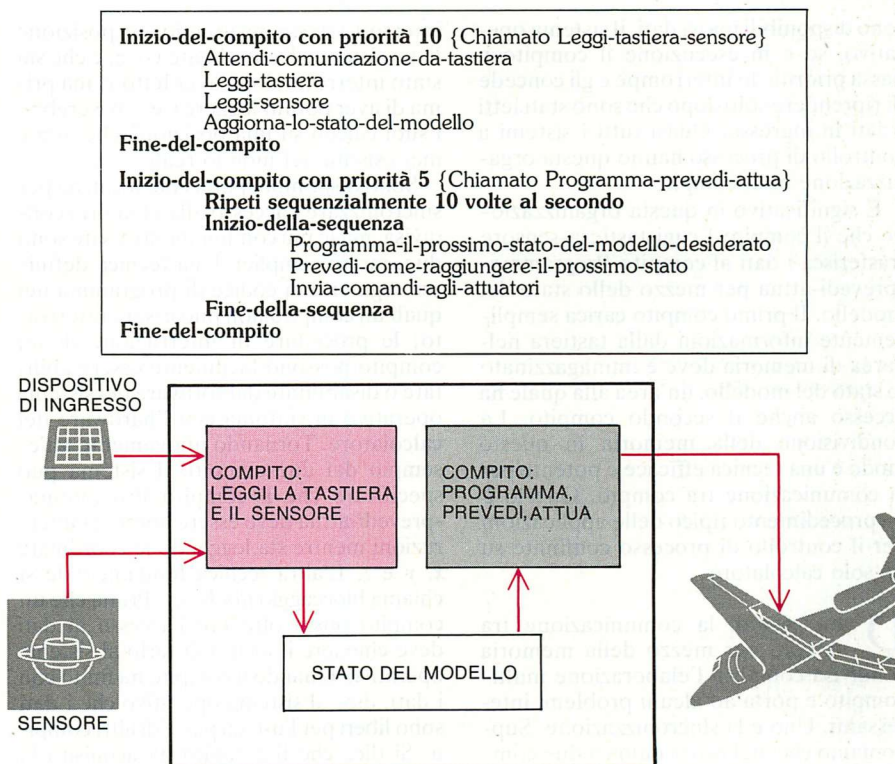 Inizio-del-compito con priorità 10 {Chiamato Leggi-tastiera-sensore}
Attendi-comunicazione-da-tastiera
Leggi-tastiera
Leggi-sensore
Aggiorna-lo-stato-del-modello
Fine-del-compito
Inizio-del-compito con priorità 5 {Chiamato Programma-prevedi-attua}
Ripeti sequenzialmente 10 volte al secondo
Inizio-della-sequenza
Programma-il-prossimo-stato-del-modello-desiderato
Prevedi-come-raggiungere-il-prossimo-stato
Invia-comandi-agli-attuatori
Fine-della-sequenza
Fine-del-compito
DISPOSITIVO
DI INGRESSO
COMPITO:
LEGGI LA TASTIERA
E IL SENSORE
COMPITO:
PROGRAMMA,
PREVEDI, ATTUA
STATO DEL MODELLO
SENSORE